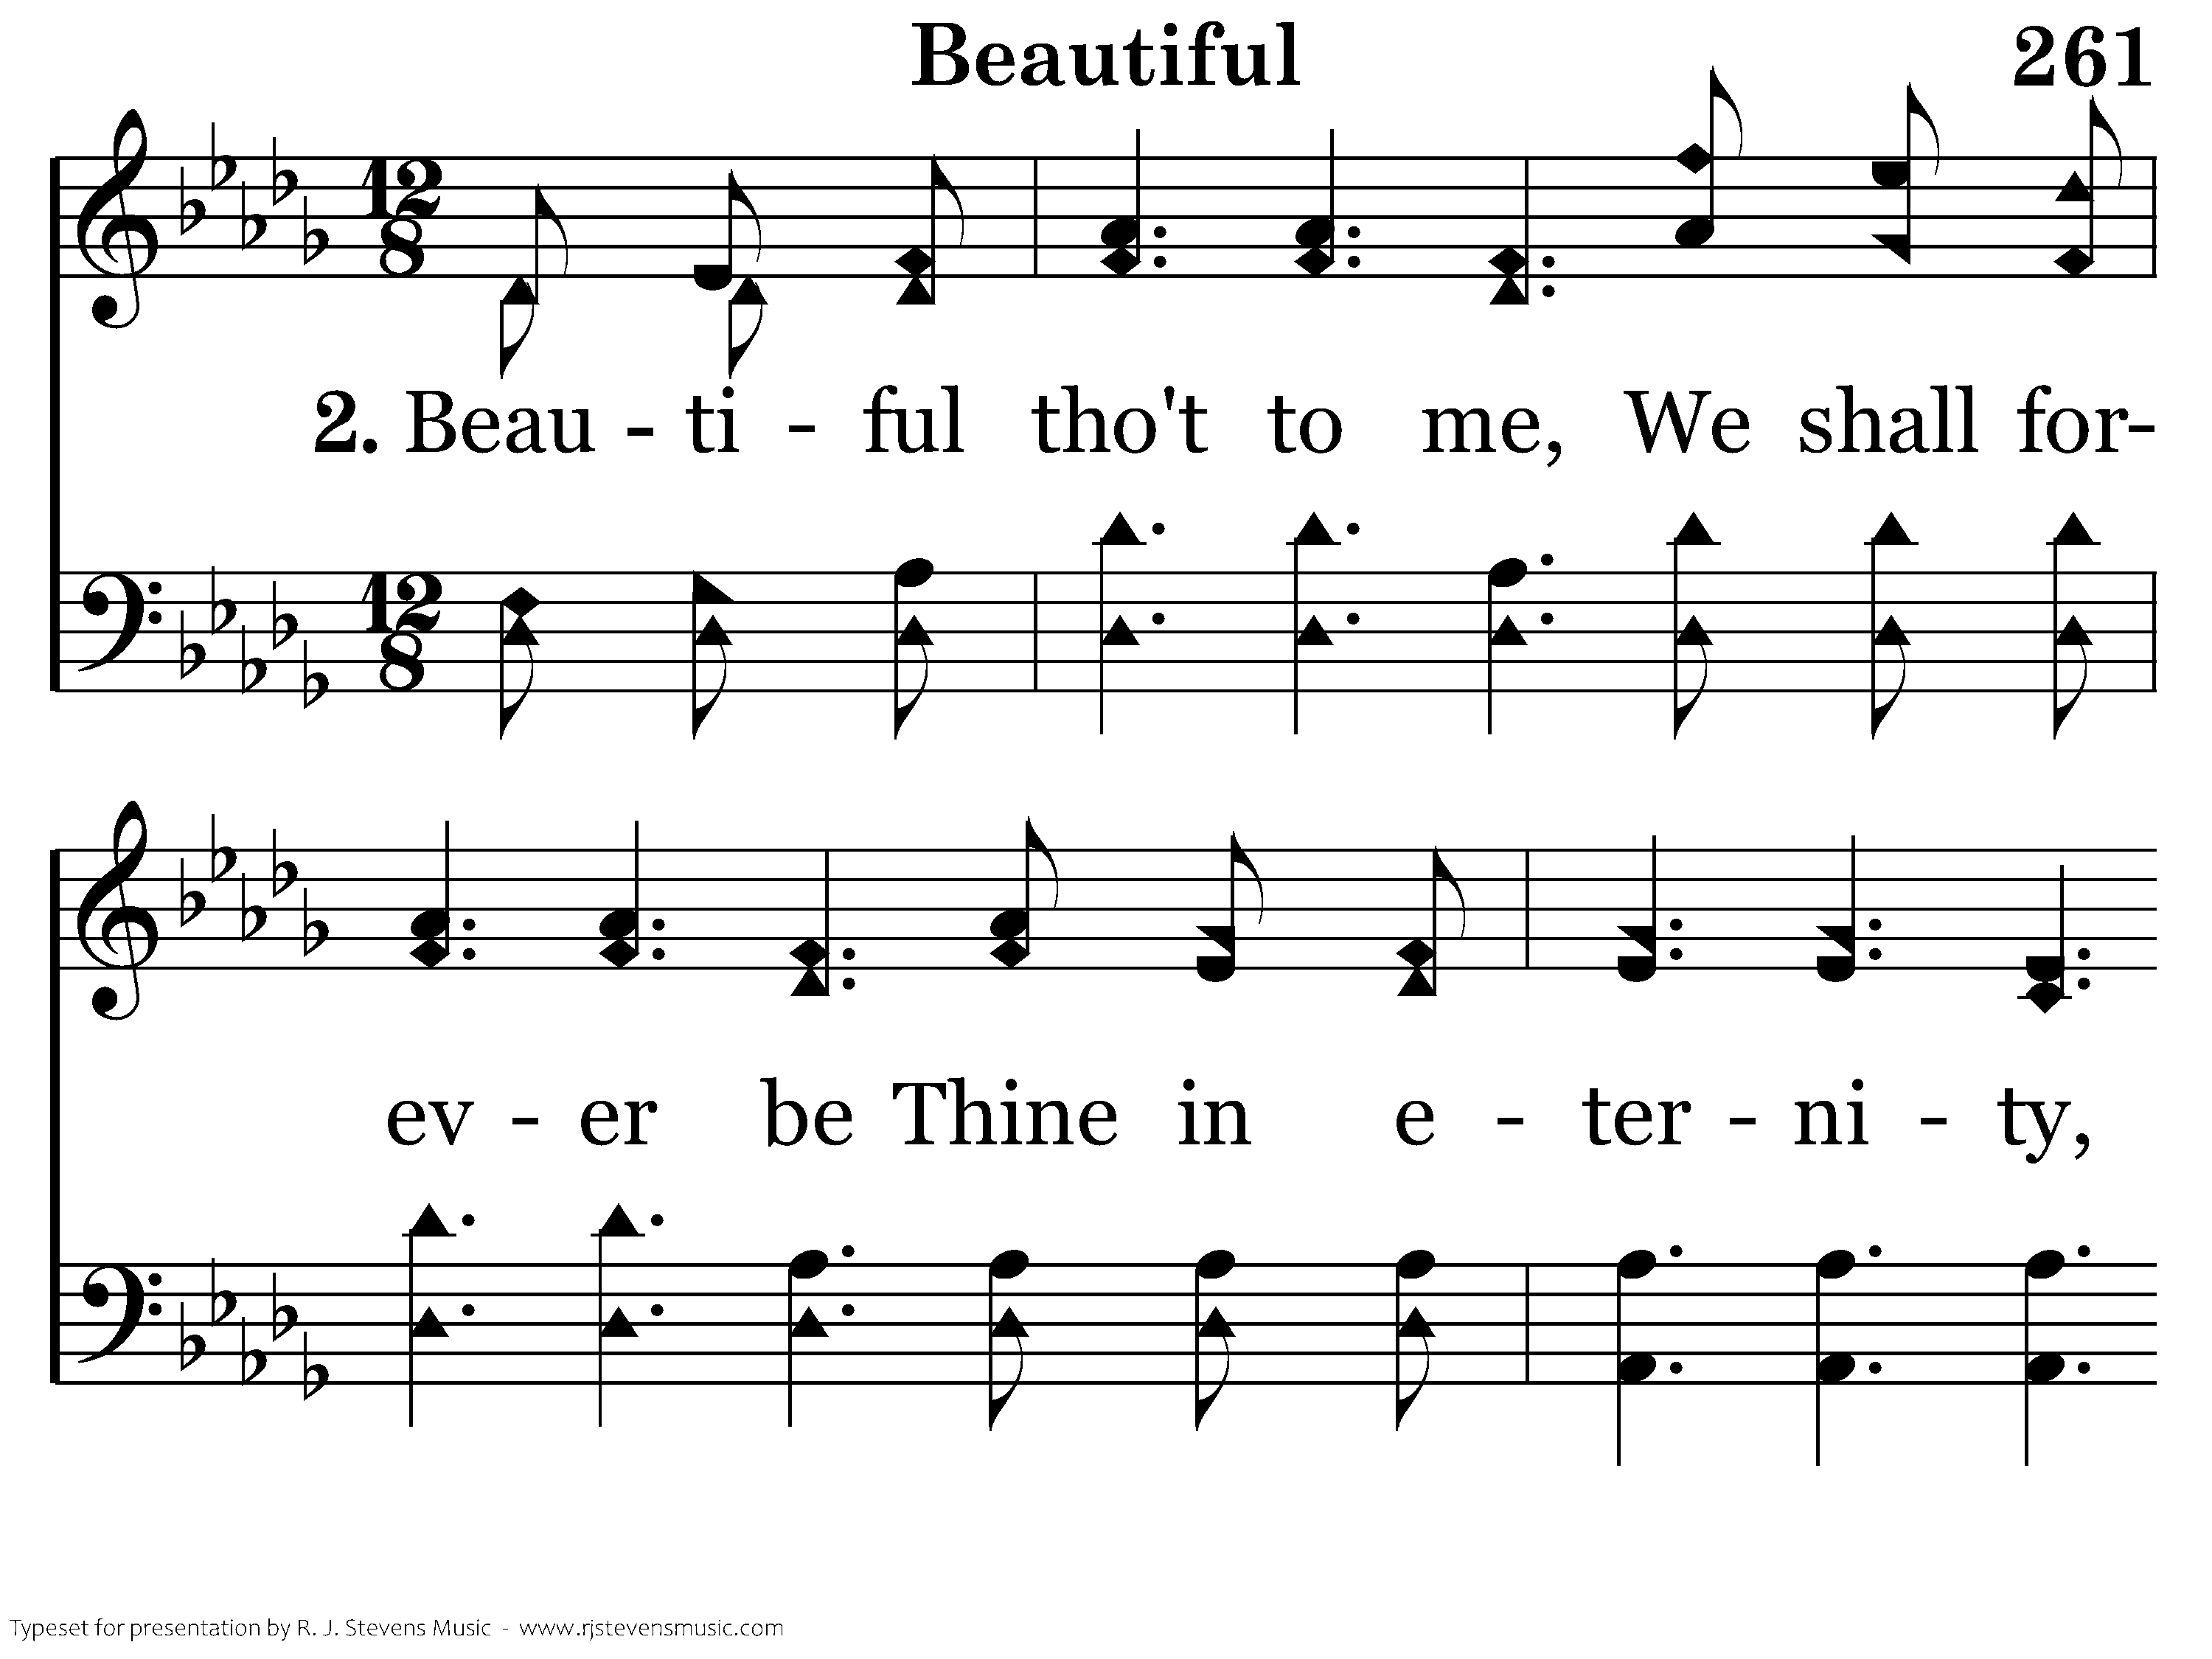 Beautiful 261
2. Beau - ti - ful tho't to me, We shall for-
ev - er be Thine in e - ter - ni - ty,
Typeset for presentation by R. J. Stevens Music - www.rjstevensmusic.com